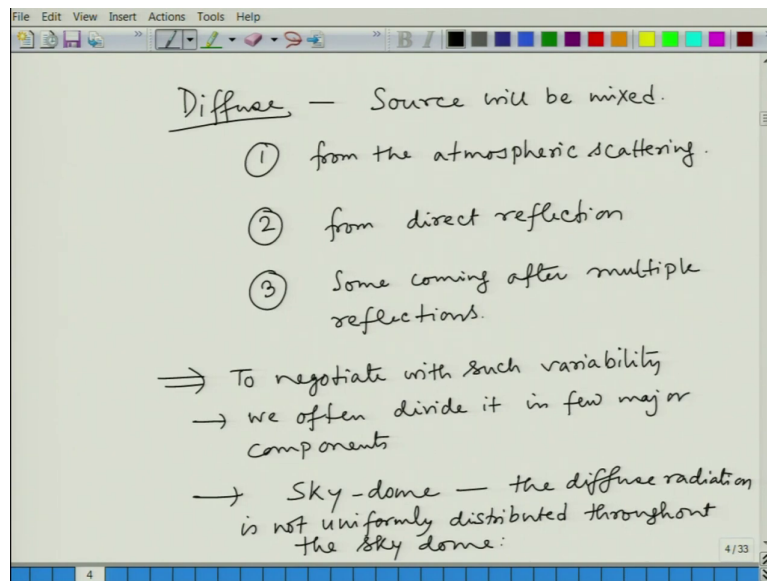 File Edit View Insert Actions Tools Help
B I
Diffuse, — Source will be mixed.
① from the atmospheric scattering.
② from direct reflection
③ Some coming after multiple
reflections.
⇒ To negotiate with such variability
→ we often divide it in few major
components
→ Sky-dome — the diffuse radiation
is not uniformly distributed throughout
the sky dome:
4/33
4